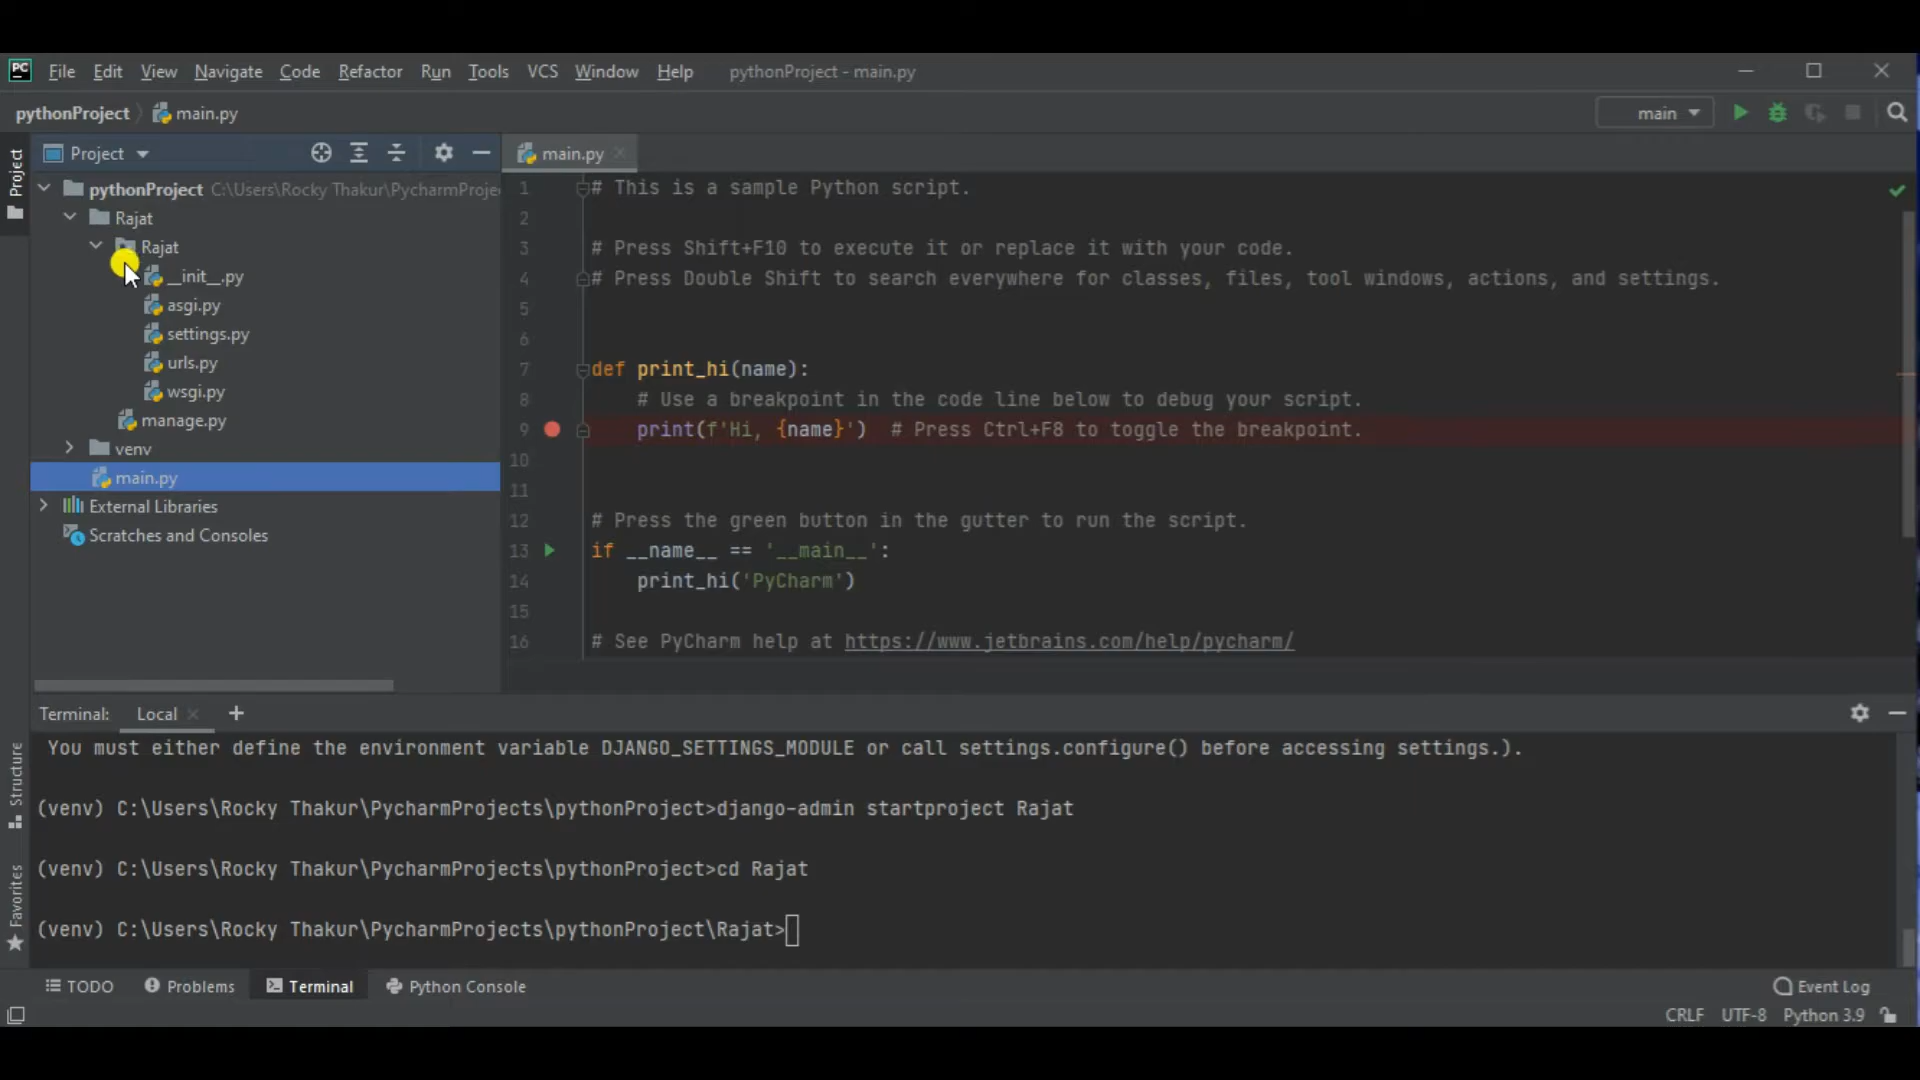 PC File Edit View Navigate Code Refactor Run Tools VCS Window Help pythonProject - main.py
pythonProject main.py main
Project
Project
main.py
pythonProject C:\Users\Rocky Thakur\PycharmProje
Rajat
Rajat
__init__.py
asgi.py
settings.py
urls.py
wsgi.py
manage.py
venv
main.py
External Libraries
Scratches and Consoles
1 # This is a sample Python script.
2
3 # Press Shift+F10 to execute it or replace it with your code.
4 # Press Double Shift to search everywhere for classes, files, tool windows, actions, and settings.
5
6
7 def print_hi(name):
8 # Use a breakpoint in the code line below to debug your script.
9 print(f'Hi, {name}') # Press Ctrl+F8 to toggle the breakpoint.
10
11
12 # Press the green button in the gutter to run the script.
13 if __name__ == '__main__':
14 print_hi('PyCharm')
15
16 # See PyCharm help at https://www.jetbrains.com/help/pycharm/
Terminal: Local +
You must either define the environment variable DJANGO_SETTINGS_MODULE or call settings.configure() before accessing settings.).
(venv) C:\Users\Rocky Thakur\PycharmProjects\pythonProject>django-admin startproject Rajat
(venv) C:\Users\Rocky Thakur\PycharmProjects\pythonProject>cd Rajat
(venv) C:\Users\Rocky Thakur\PycharmProjects\pythonProject\Rajat>
Structure
Favorites
TODO Problems Terminal Python Console Event Log
CRLF UTF-8 Python 3.9